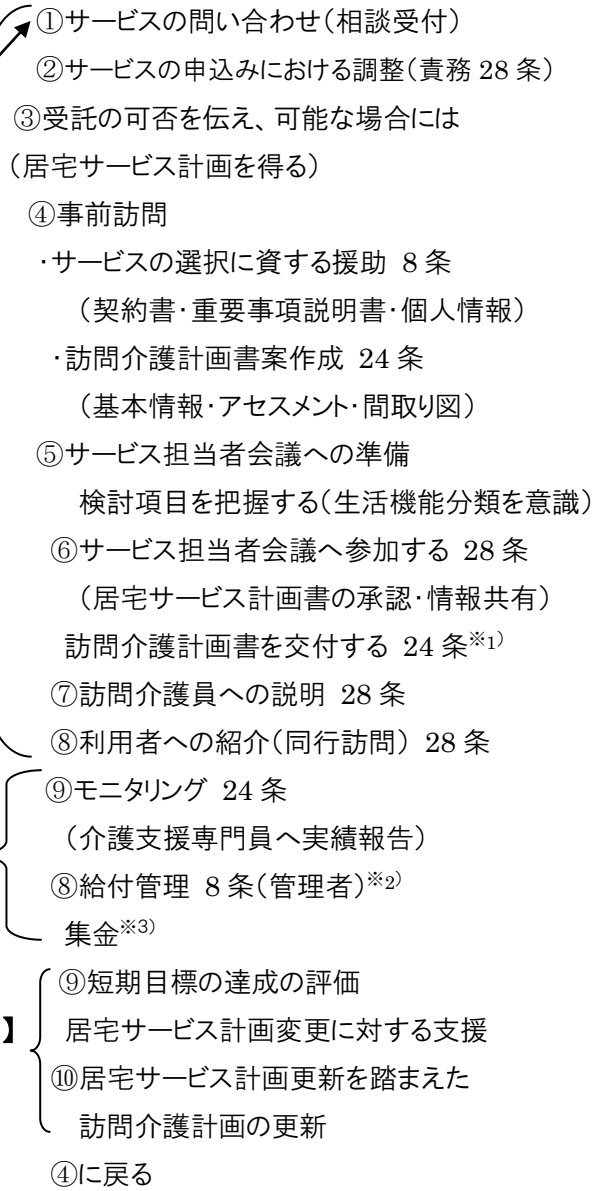 ①サービスの問い合わせ(相談受付)
②サービスの申込みにおける調整(責務 28 条)
③受託の可否を伝え、可能な場合には
(居宅サービス計画を得る)
④事前訪問
・サービスの選択に資する援助 8 条
(契約書・重要事項説明書・個人情報)
・訪問介護計画書案作成 24 条
(基本情報・アセスメント・間取り図)
⑤サービス担当者会議への準備
検討項目を把握する(生活機能分類を意識)
⑥サービス担当者会議へ参加する 28 条
(居宅サービス計画書の承認・情報共有)
訪問介護計画書を交付する 24 条※1)
⑦訪問介護員への説明 28 条
⑧利用者への紹介(同行訪問) 28 条
⑨モニタリング 24 条
(介護支援専門員へ実績報告)
⑧給付管理 8 条(管理者)※2)
集金※3)
⑨短期目標の達成の評価
】 居宅サービス計画変更に対する支援
⑩居宅サービス計画更新を踏まえた
訪問介護計画の更新
④に戻る